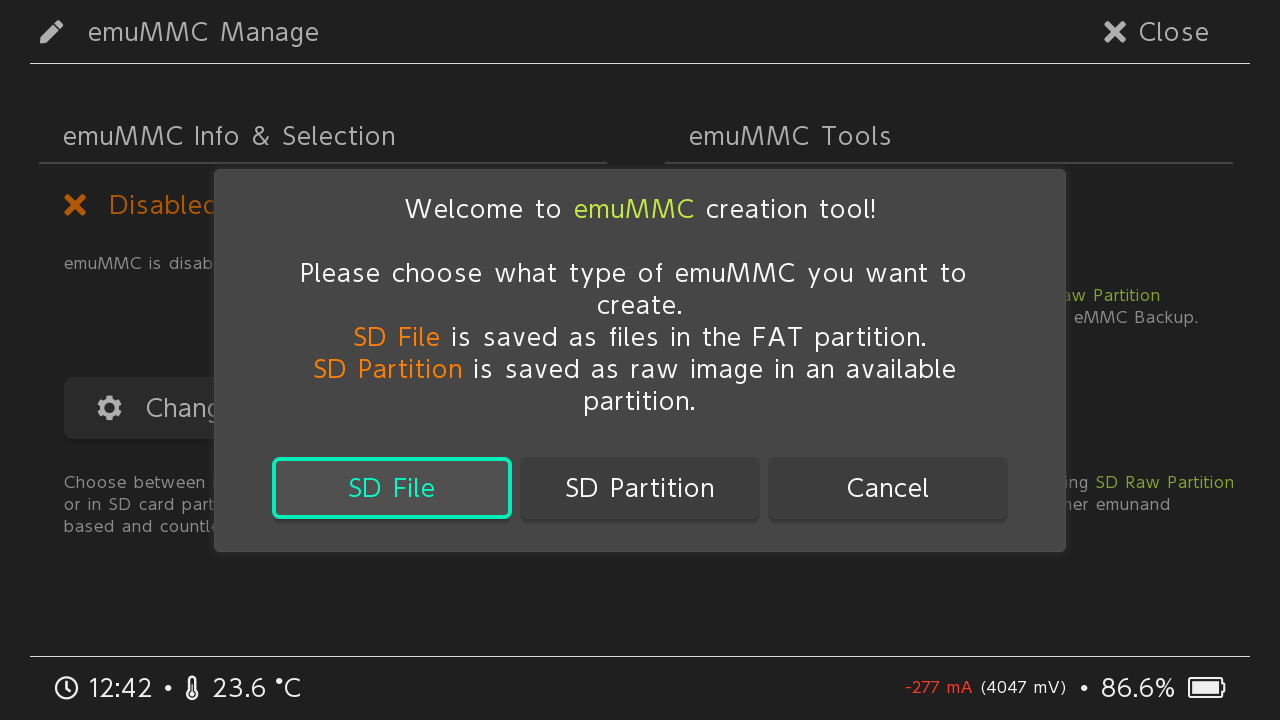 emuMMC Manage
Close
emuMMC Info & Selection
emuMMC Tools
Disabled
emuMMC is disab
Raw Partition
eMMC Backup.
Welcome to emuMMC creation tool!
Please choose what type of emuMMC you want to
create.
SD File is saved as files in the FAT partition.
SD Partition is saved as raw image in an available
partition.
Chang
SD File
SD Partition
Cancel
Choose between
or in SD card part
based and countle
ing SD Raw Partition
her emunand
12:42 • 23.6 °C
-277 mA (4047 mV) • 86.6%